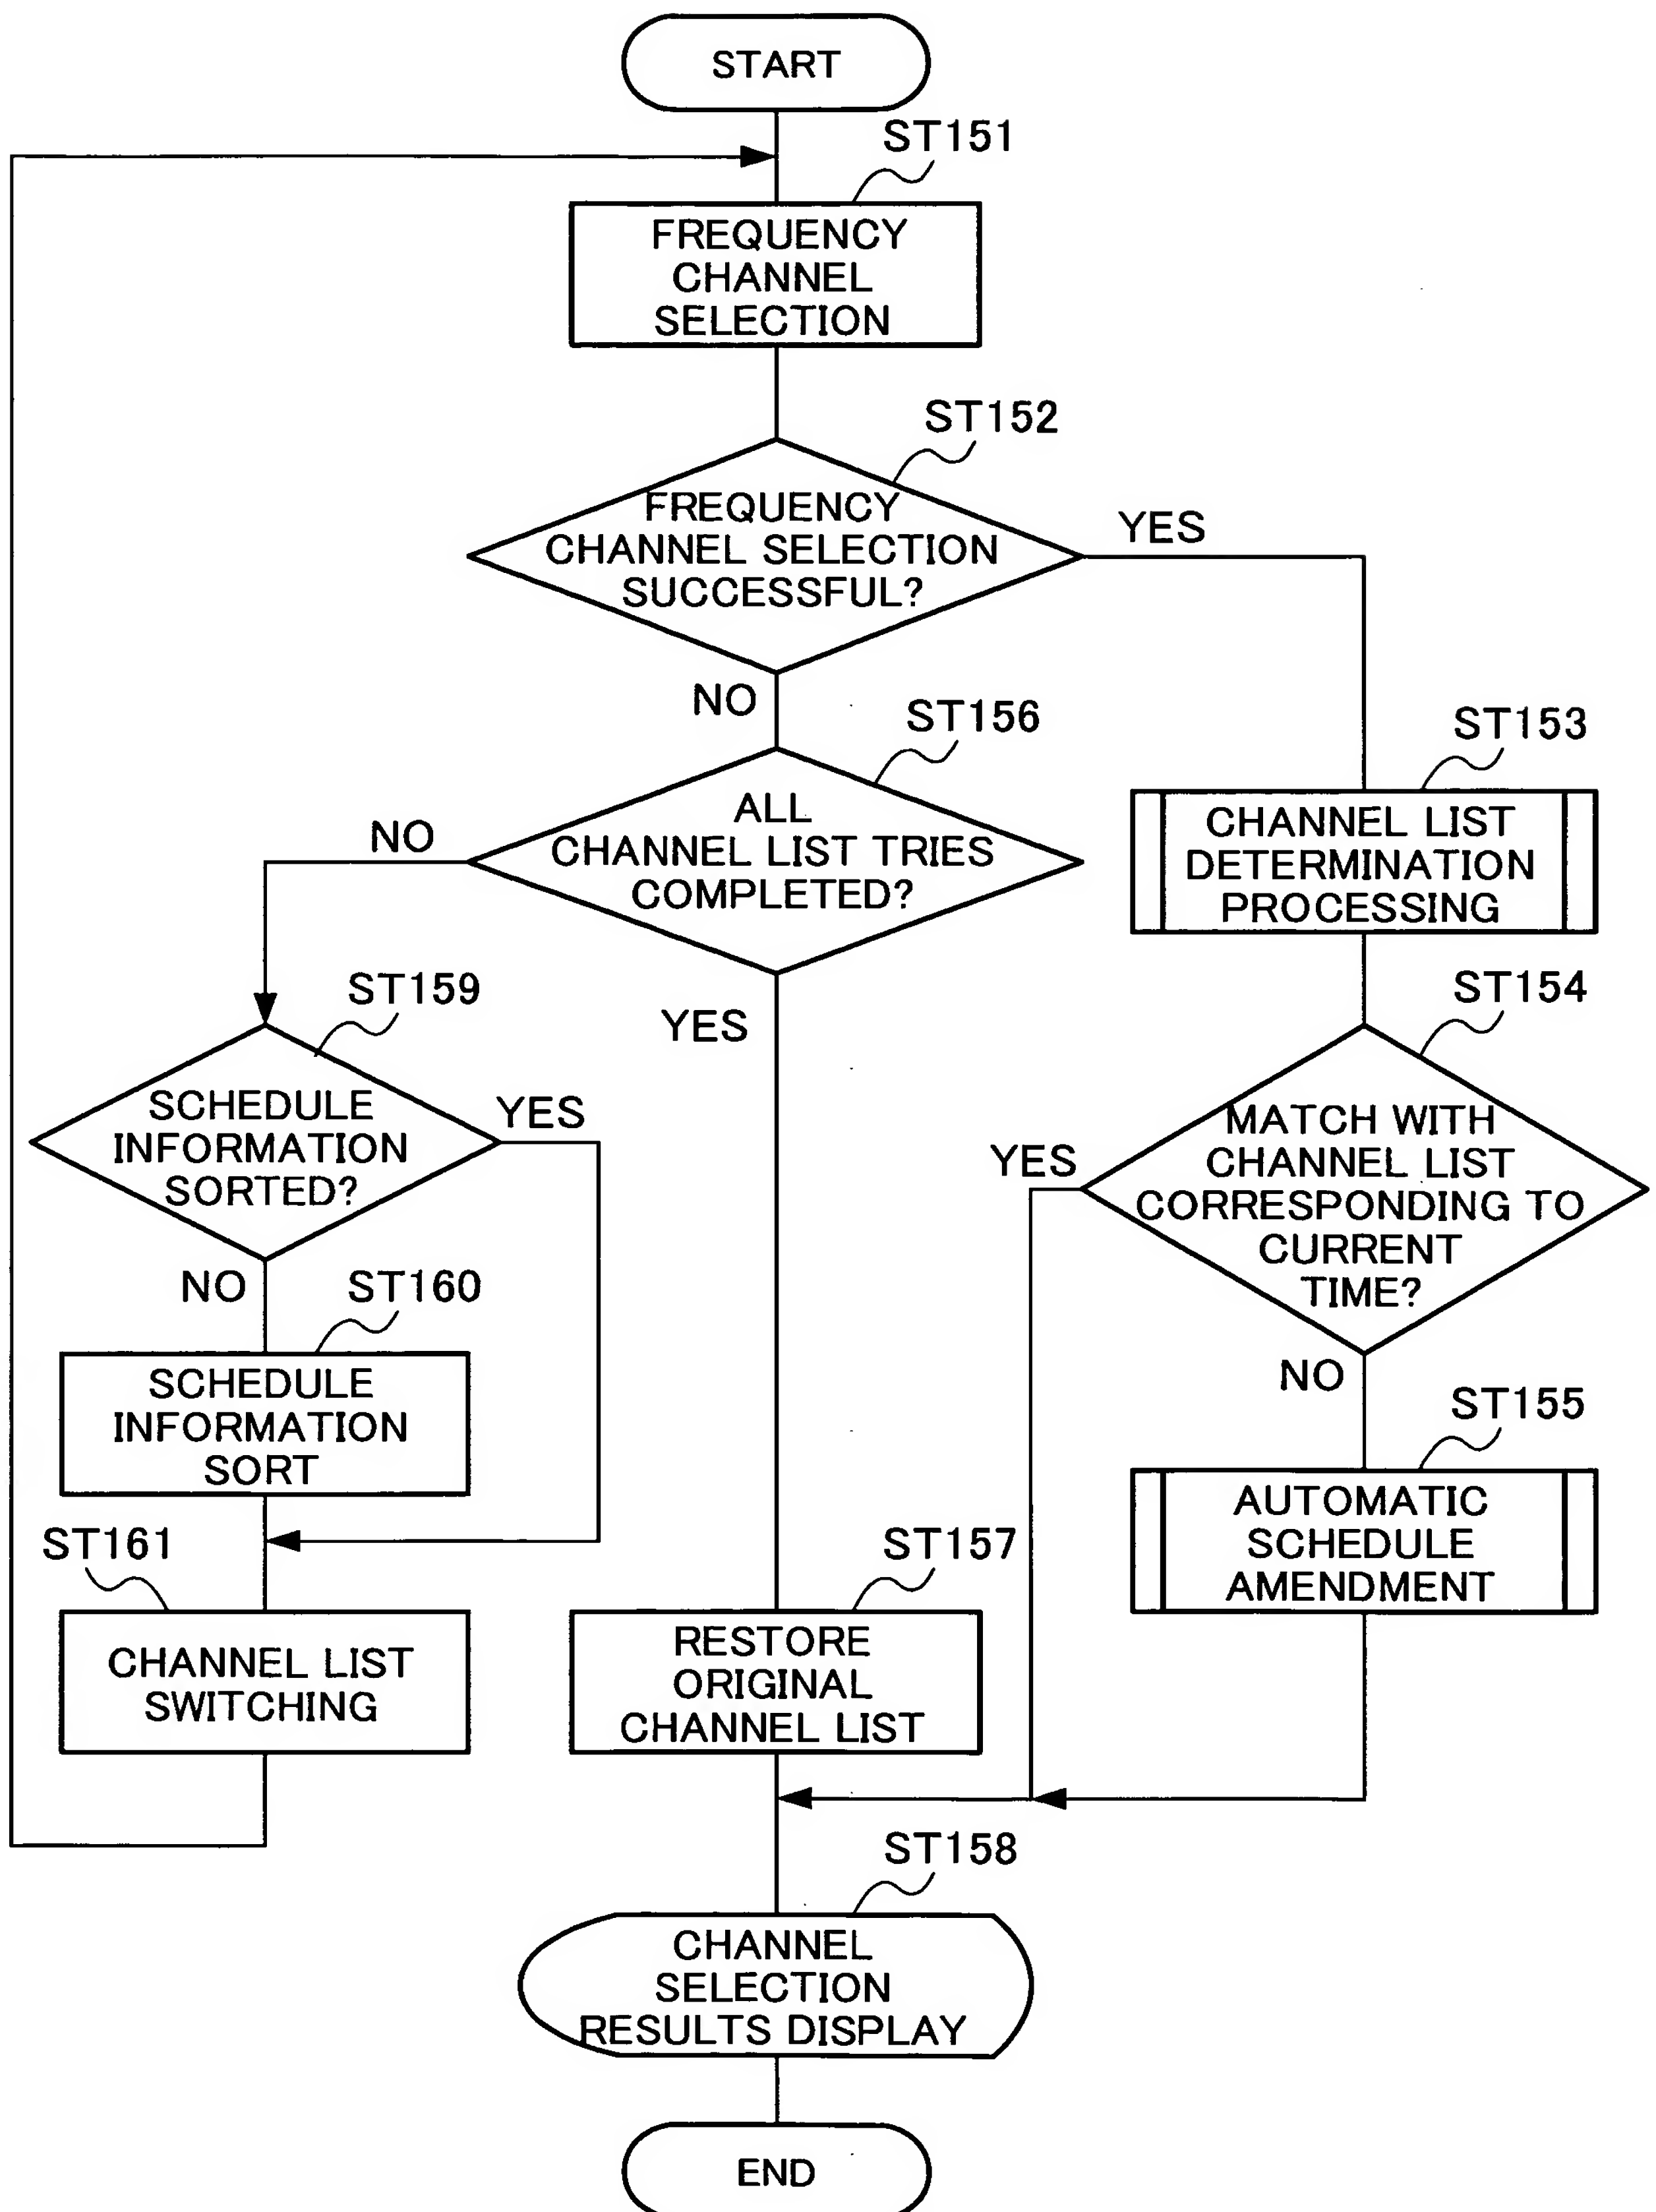 START
ST151
FREQUENCY
CHANNEL
SELECTION
ST152
FREQUENCY
CHANNEL SELECTION
SUCCESSFUL?
YES
NO
ST156
ALL
CHANNEL LIST TRIES
COMPLETED?
NO
YES
ST153
CHANNEL LIST
DETERMINATION
PROCESSING
ST154
MATCH WITH
CHANNEL LIST
CORRESPONDING TO
CURRENT
TIME?
YES
NO
ST155
AUTOMATIC
SCHEDULE
AMENDMENT
ST159
SCHEDULE
INFORMATION
SORTED?
YES
NO
ST160
SCHEDULE
INFORMATION
SORT
ST161
CHANNEL LIST
SWITCHING
ST157
RESTORE
ORIGINAL
CHANNEL LIST
ST158
CHANNEL
SELECTION
RESULTS DISPLAY
END